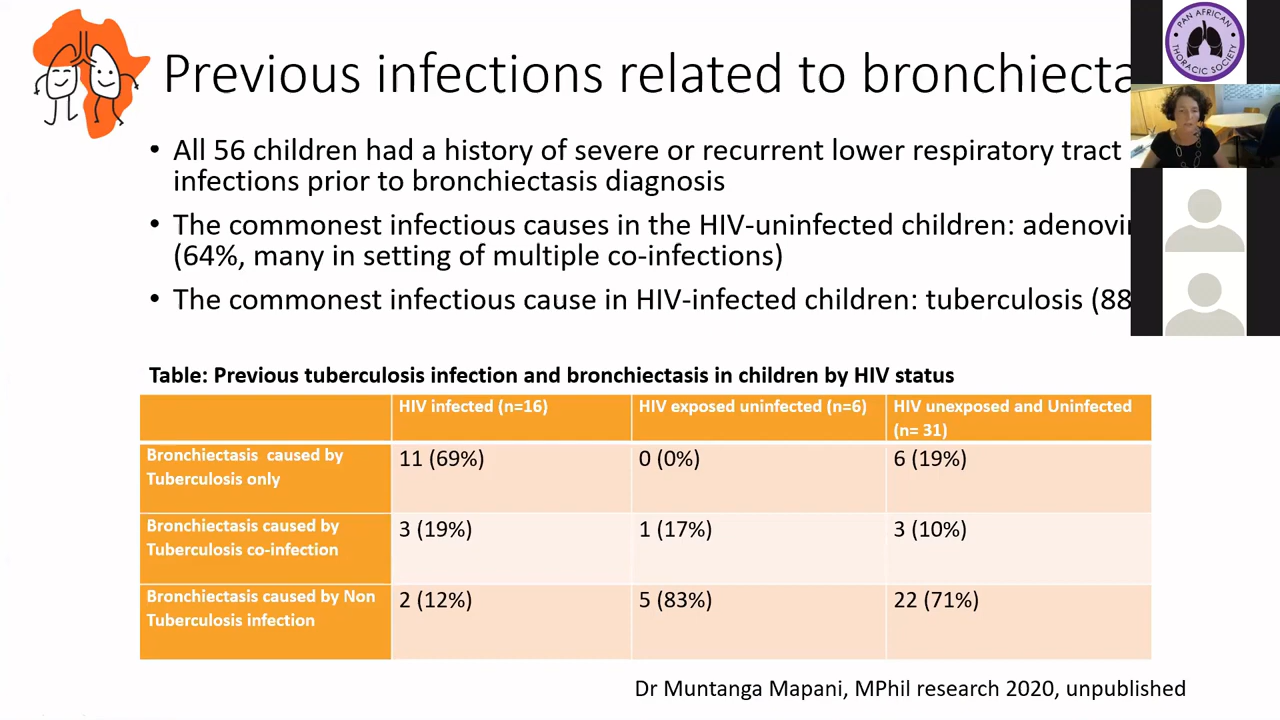 Previous infections related to bronchiecta
PAN AFRICAN
THORACIC SOCIETY
• All 56 children had a history of severe or recurrent lower respiratory tract
infections prior to bronchiectasis diagnosis
• The commonest infectious causes in the HIV-uninfected children: adenovir
(64%, many in setting of multiple co-infections)
• The commonest infectious cause in HIV-infected children: tuberculosis (88
Table: Previous tuberculosis infection and bronchiectasis in children by HIV status
HIV infected (n=16) HIV exposed uninfected (n=6) HIV unexposed and Uninfected
(n= 31)
Bronchiectasis caused by 11 (69%) 0 (0%) 6 (19%)
Tuberculosis only
Bronchiectasis caused by 3 (19%) 1 (17%) 3 (10%)
Tuberculosis co-infection
Bronchiectasis caused by Non 2 (12%) 5 (83%) 22 (71%)
Tuberculosis infection
Dr Muntanga Mapani, MPhil research 2020, unpublished